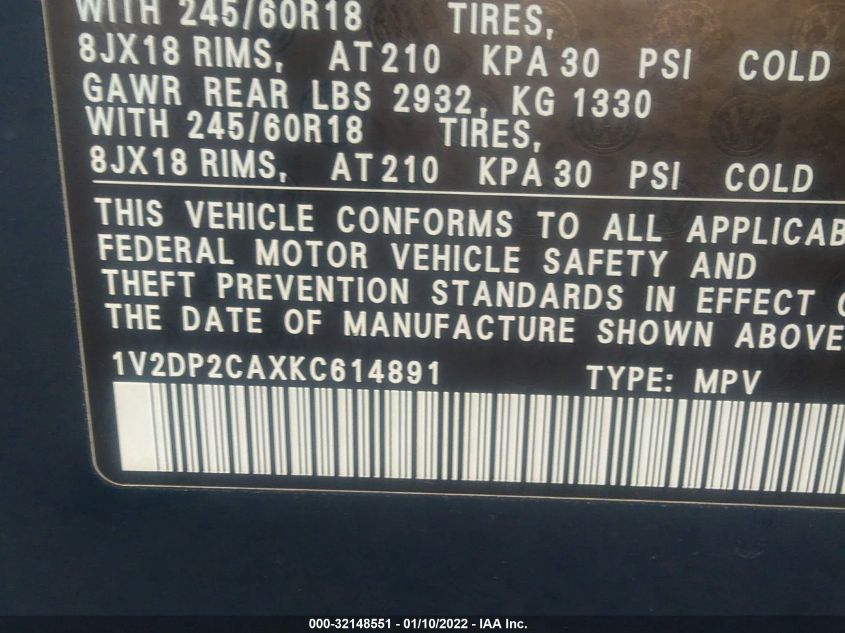 WITH 245/60R18 TIRES,
8JX18 RIMS, AT 210 KPA 30 PSI COLD
GAWR REAR LBS 2932, KG 1330
WITH 245/60R18 TIRES,
8JX18 RIMS, AT 210 KPA 30 PSI COLD
THIS VEHICLE CONFORMS TO ALL APPLICAB
FEDERAL MOTOR VEHICLE SAFETY AND
THEFT PREVENTION STANDARDS IN EFFECT
THE DATE OF MANUFACTURE SHOWN ABOVE
1V2DP2CAXKC614891 TYPE: MPV
000-32148551 - 01/10/2022 - IAA Inc.